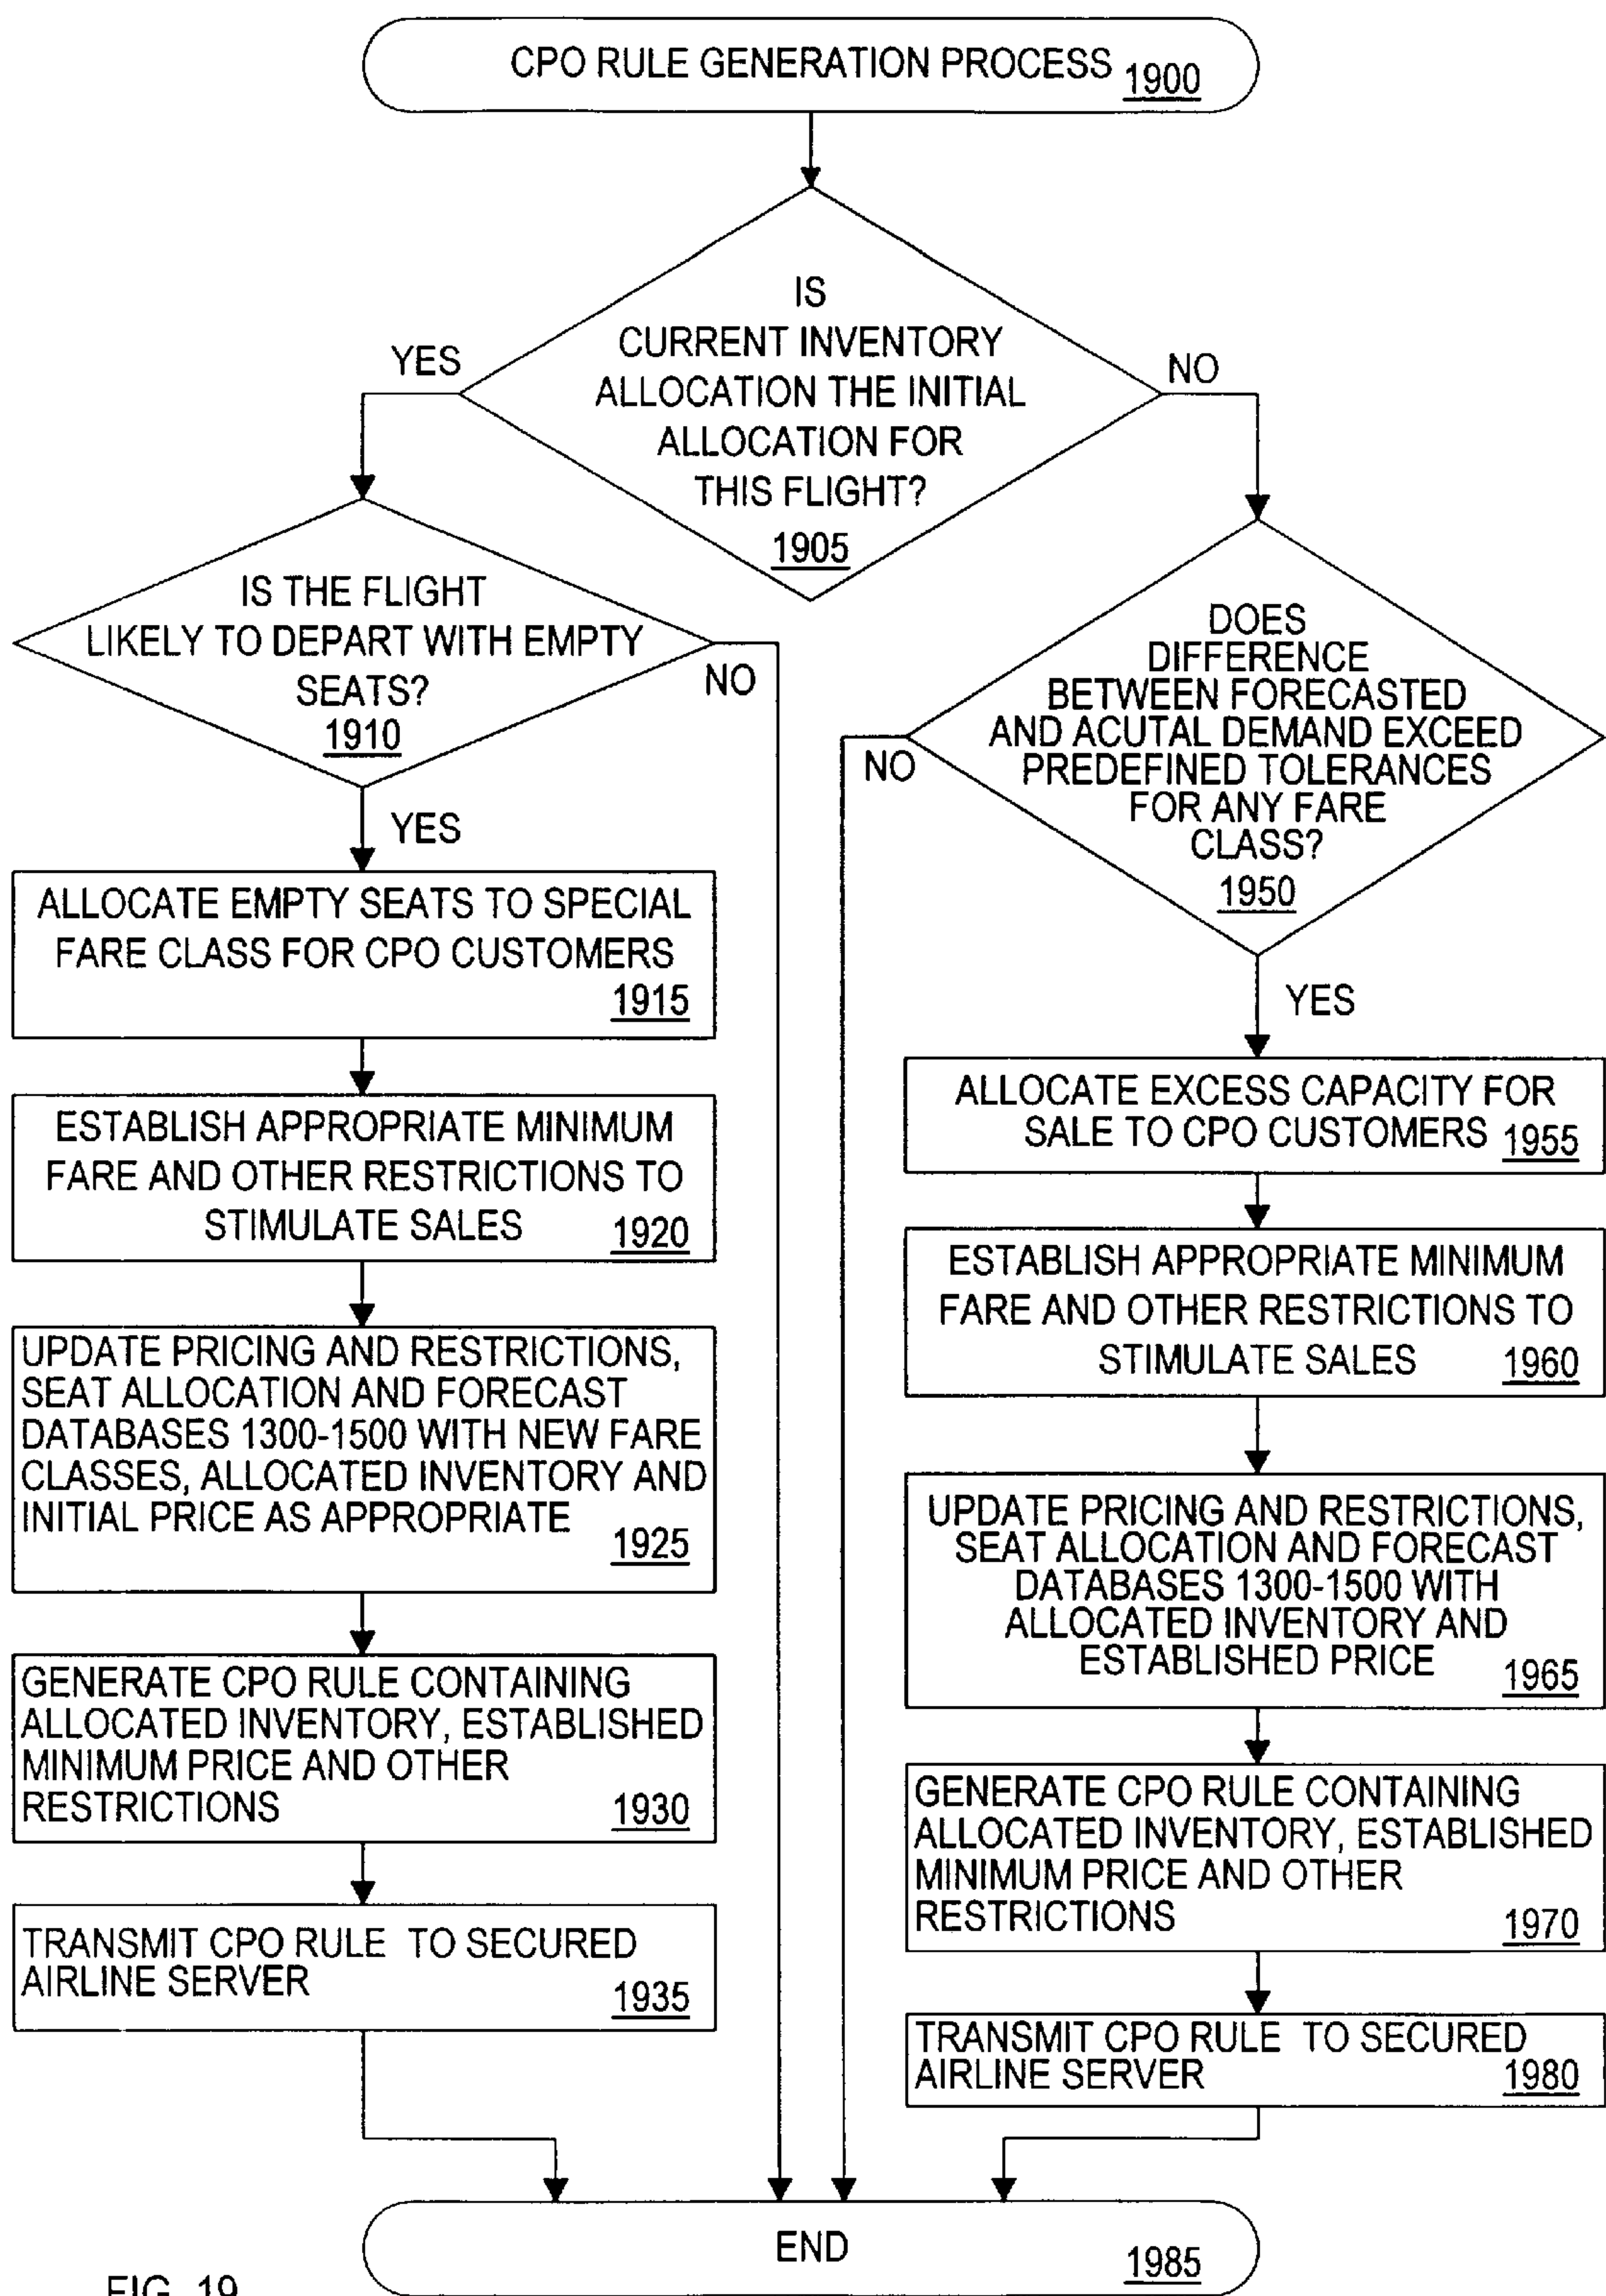 CPO RULE GENERATION PROCESS 1900
IS
CURRENT INVENTORY
ALLOCATION THE INITIAL
ALLOCATION FOR
THIS FLIGHT?
1905
YES
NO
IS THE FLIGHT
LIKELY TO DEPART WITH EMPTY
SEATS?
1910
NO
YES
ALLOCATE EMPTY SEATS TO SPECIAL
FARE CLASS FOR CPO CUSTOMERS
1915
ESTABLISH APPROPRIATE MINIMUM
FARE AND OTHER RESTRICTIONS TO
STIMULATE SALES 1920
UPDATE PRICING AND RESTRICTIONS,
SEAT ALLOCATION AND FORECAST
DATABASES 1300-1500 WITH NEW FARE
CLASSES, ALLOCATED INVENTORY AND
INITIAL PRICE AS APPROPRIATE
1925
GENERATE CPO RULE CONTAINING
ALLOCATED INVENTORY, ESTABLISHED
MINIMUM PRICE AND OTHER
RESTRICTIONS 1930
TRANSMIT CPO RULE TO SECURED
AIRLINE SERVER
1935
DOES
DIFFERENCE
BETWEEN FORECASTED
AND ACUTAL DEMAND EXCEED
PREDEFINED TOLERANCES
FOR ANY FARE
CLASS?
1950
NO
YES
ALLOCATE EXCESS CAPACITY FOR
SALE TO CPO CUSTOMERS 1955
ESTABLISH APPROPRIATE MINIMUM
FARE AND OTHER RESTRICTIONS TO
STIMULATE SALES 1960
UPDATE PRICING AND RESTRICTIONS,
SEAT ALLOCATION AND FORECAST
DATABASES 1300-1500 WITH
ALLOCATED INVENTORY AND
ESTABLISHED PRICE 1965
GENERATE CPO RULE CONTAINING
ALLOCATED INVENTORY, ESTABLISHED
MINIMUM PRICE AND OTHER
RESTRICTIONS 1970
TRANSMIT CPO RULE TO SECURED
AIRLINE SERVER 1980
END 1985
FIG. 19